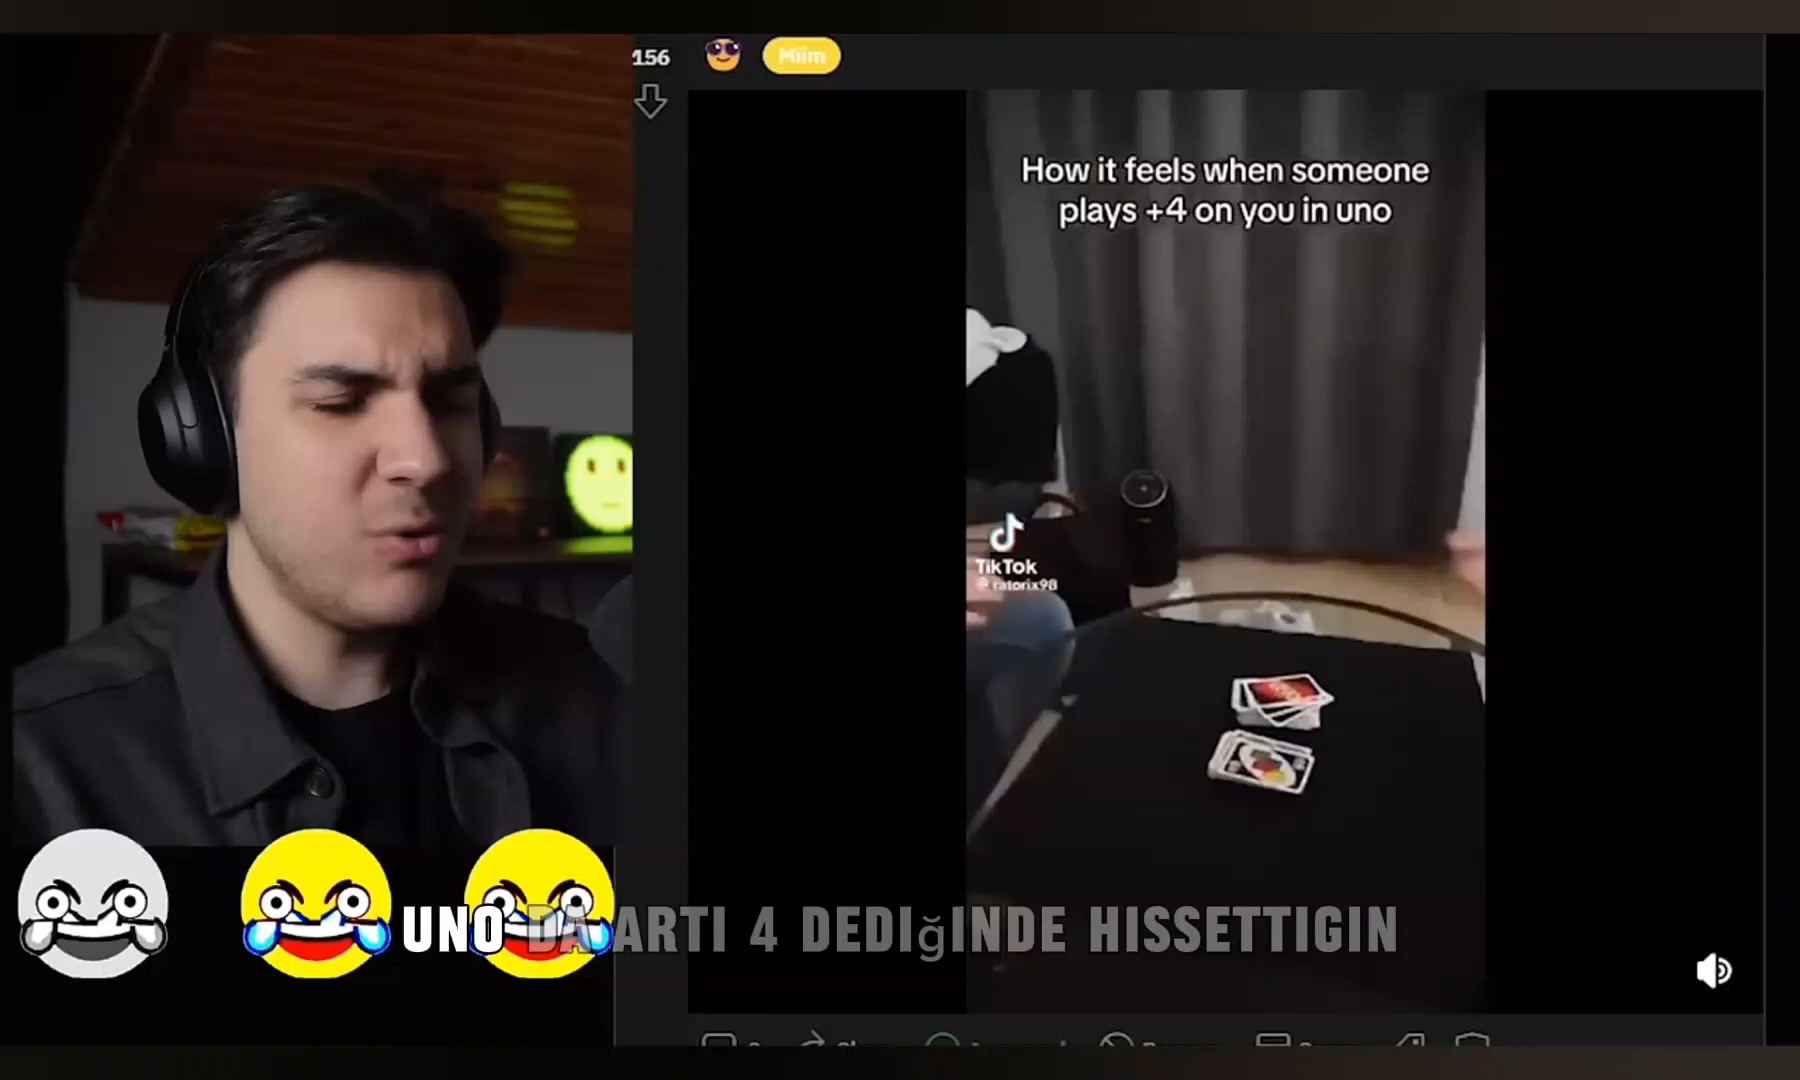 156
Miim
How it feels when someone
plays +4 on you in uno
TikTok
@ratorix98
UNO DA ARTI 4 DEDIğINDE HISSETTIGIN